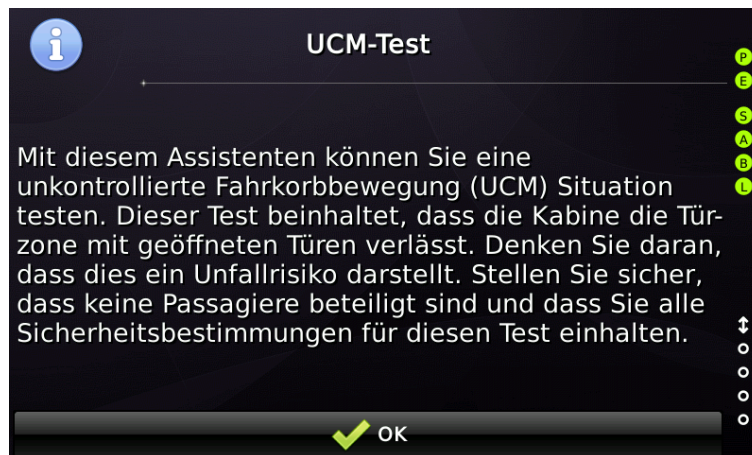 UCM-Test
Mit diesem Assistenten können Sie eine
unkontrollierte Fahrkorbbewegung (UCM) Situation
testen. Dieser Test beinhaltet, dass die Kabine die Tür-
zone mit geöffneten Türen verlässt. Denken Sie daran,
dass dies ein Unfallrisiko darstellt. Stellen Sie sicher,
dass keine Passagiere beteiligt sind und dass Sie alle
Sicherheitsbestimmungen für diesen Test einhalten.
OK
P
E
S
A
B
L